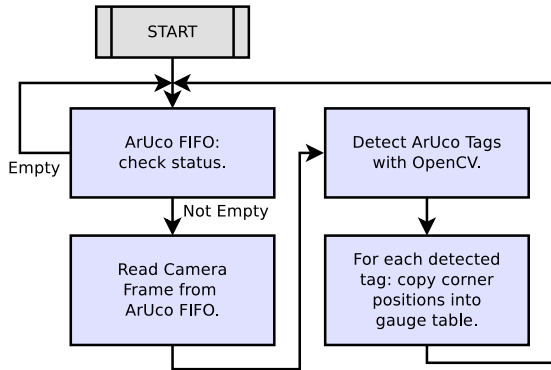 START
ArUco FIFO:
check status.
Empty
Not Empty
Read Camera
Frame from
ArUco FIFO.
Detect ArUco Tags
with OpenCV.
For each detected
tag: copy corner
positions into
gauge table.